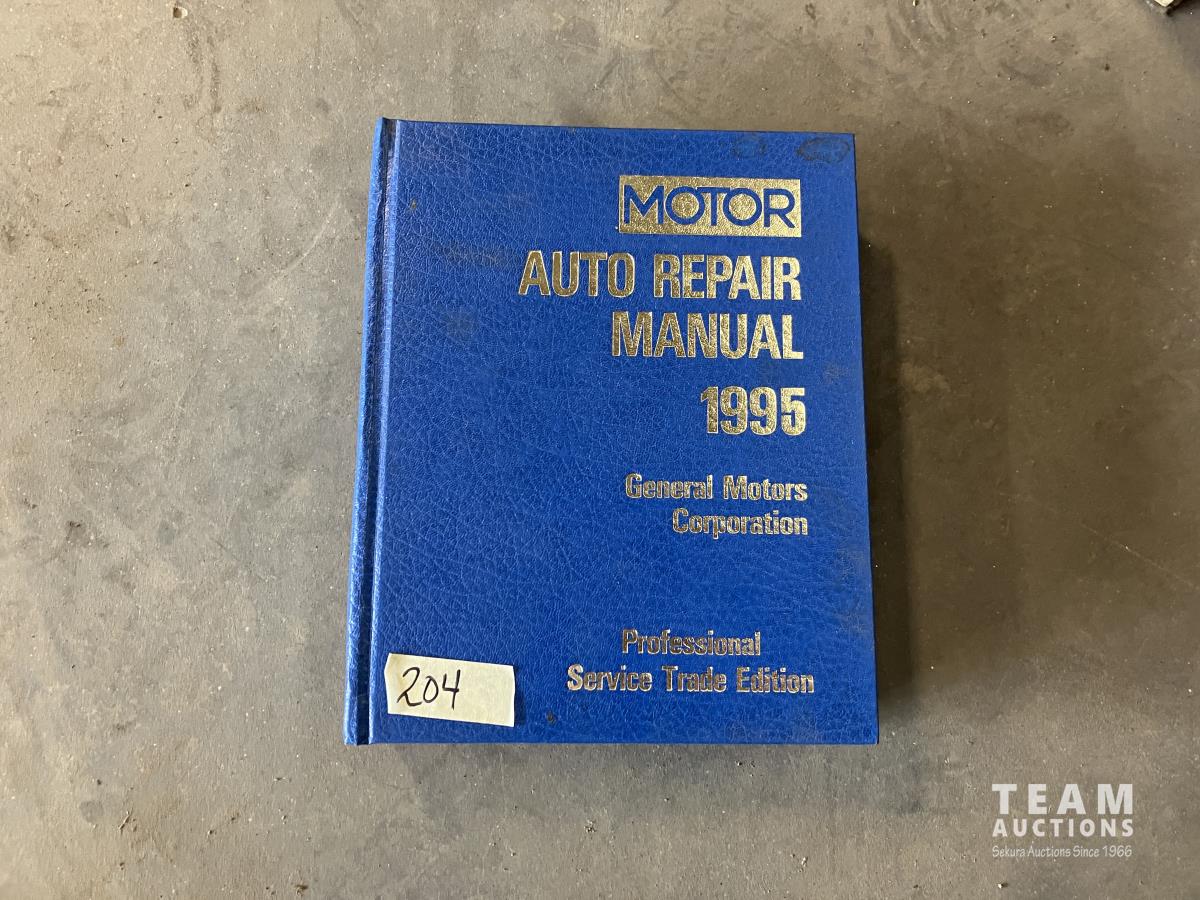 MOTOR
AUTO REPAIR
MANUAL
1995
General Motors
Corporation
Professional
Service Trade Edition
204
TEAM
AUCTIONS
Sekura Auctions Since 1966